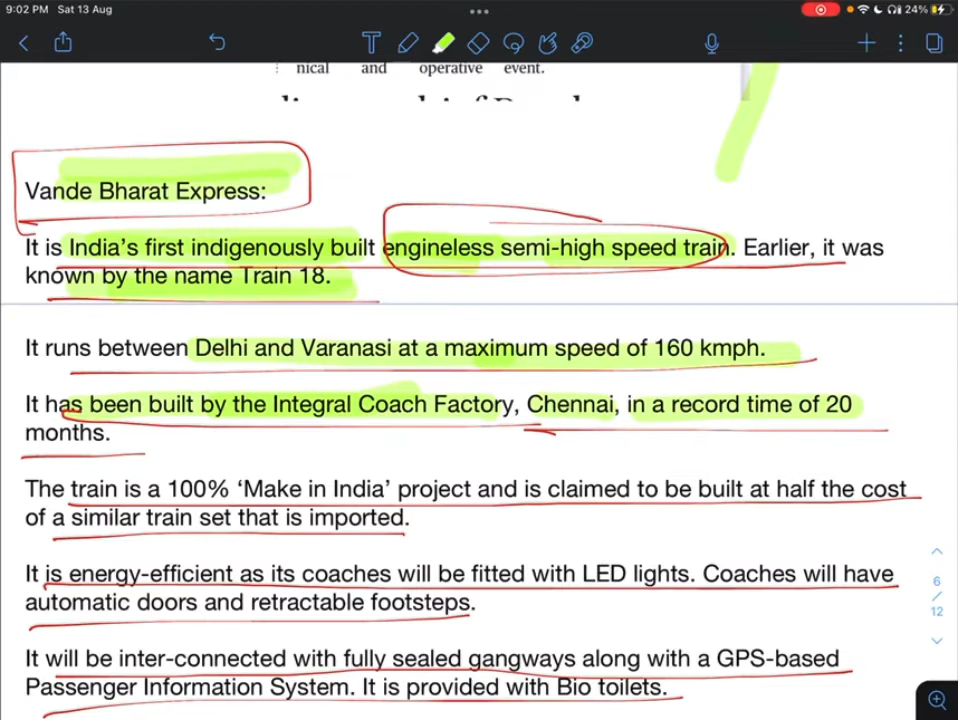 9:02 PM Sat 13 Aug
24%
T
nical and operative event.
Vande Bharat Express:
It is India's first indigenously built engineless semi-high speed train. Earlier, it was
known by the name Train 18.
It runs between Delhi and Varanasi at a maximum speed of 160 kmph.
It has been built by the Integral Coach Factory, Chennai, in a record time of 20
months.
The train is a 100% ‘Make in India’ project and is claimed to be built at half the cost
of a similar train set that is imported.
It is energy-efficient as its coaches will be fitted with LED lights. Coaches will have
automatic doors and retractable footsteps.
6
/
12
It will be inter-connected with fully sealed gangways along with a GPS-based
Passenger Information System. It is provided with Bio toilets.